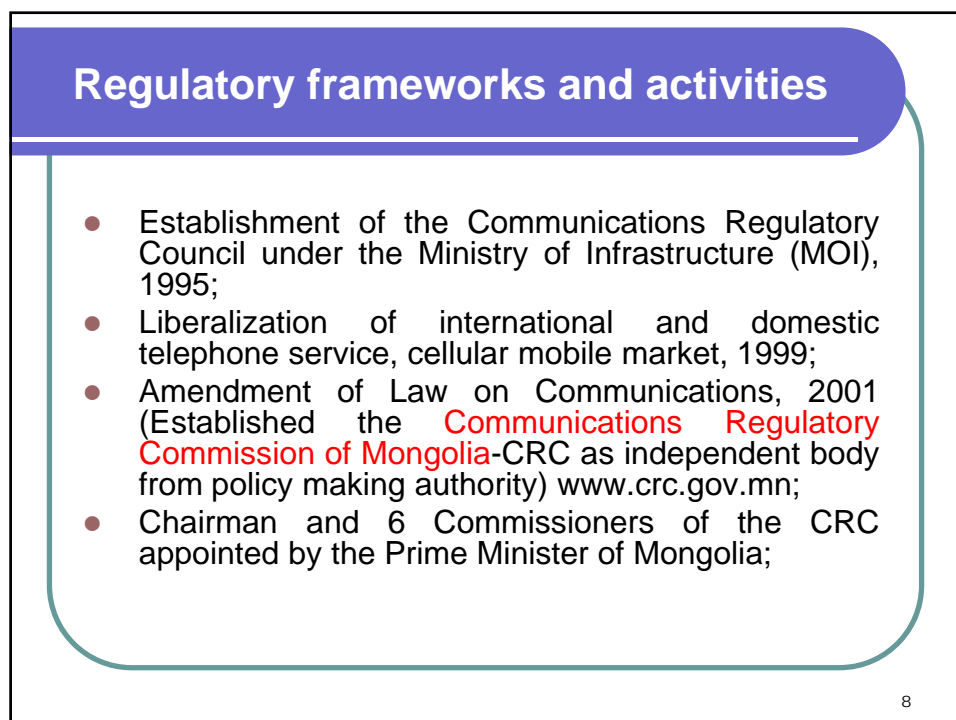 Regulatory frameworks and activities
● Establishment of the Communications Regulatory
Council under the Ministry of Infrastructure (MOI),
1995;
● Liberalization of international and domestic
telephone service, cellular mobile market, 1999;
● Amendment of Law on Communications, 2001
(Established the Communications Regulatory
Commission of Mongolia-CRC as independent body
from policy making authority) www.crc.gov.mn;
● Chairman and 6 Commissioners of the CRC
appointed by the Prime Minister of Mongolia;
8